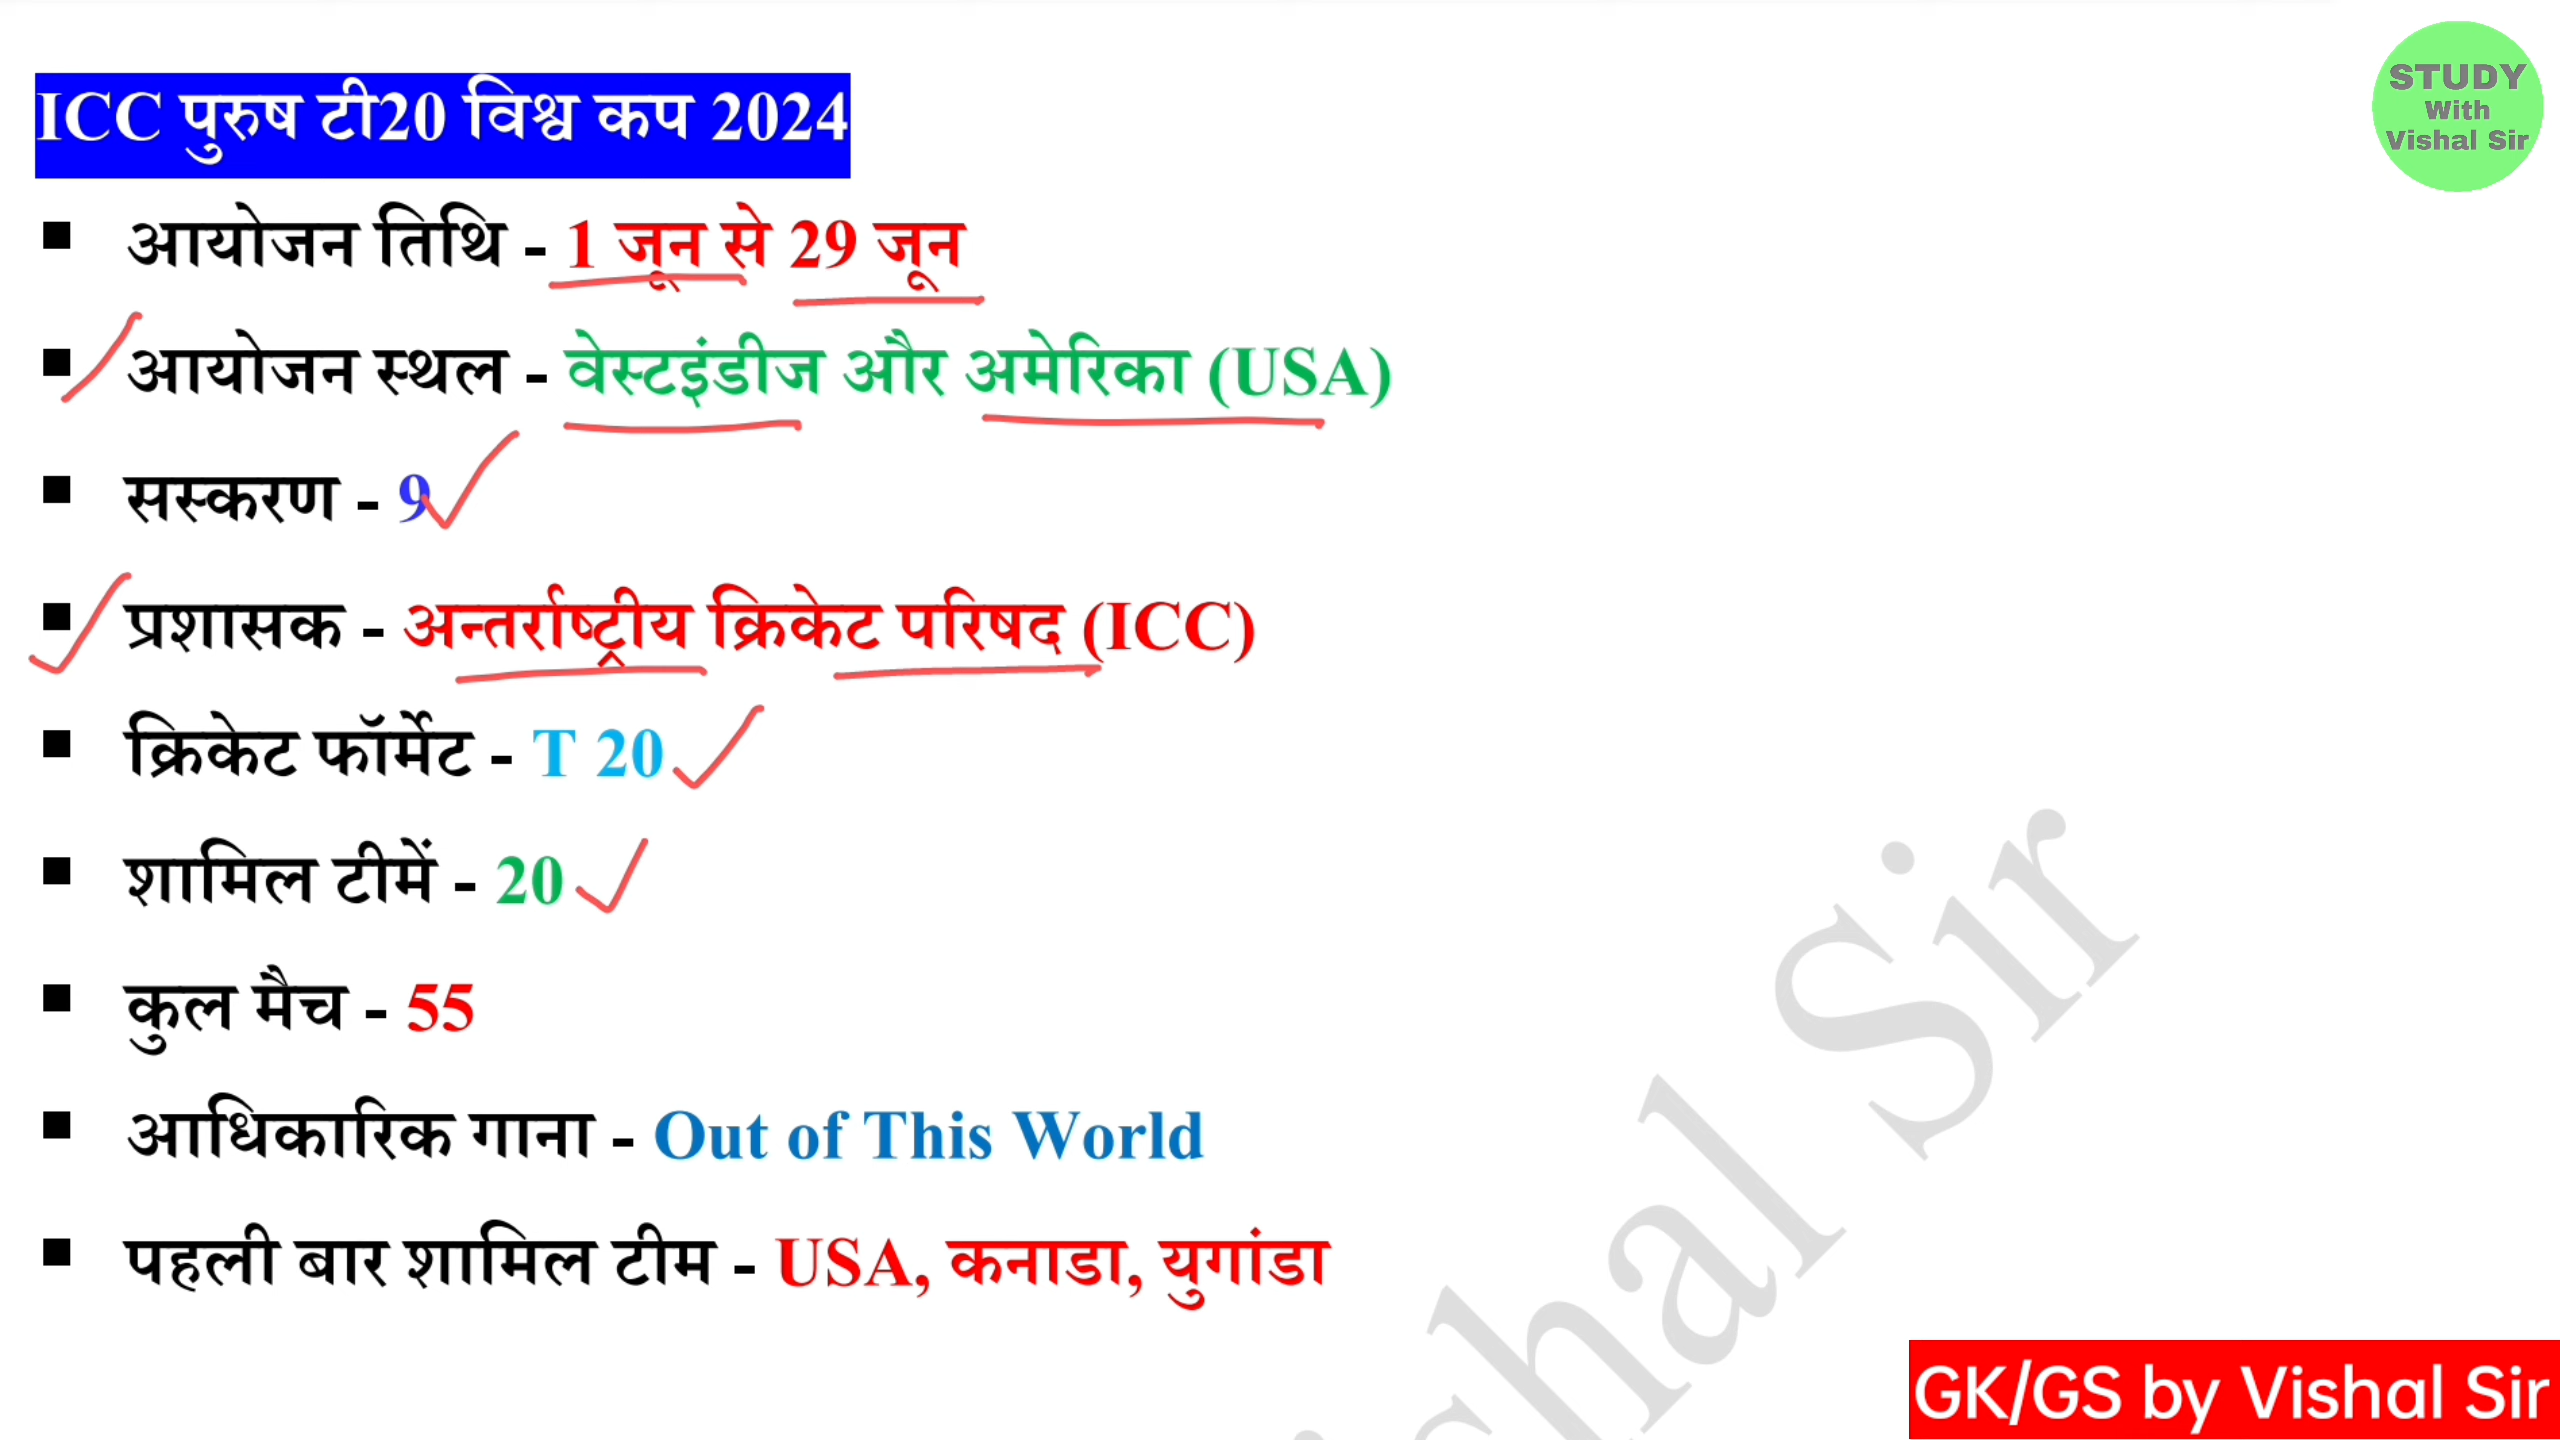 ICC पुरुष टी20 विश्व कप 2024
STUDY
With
Vishal Sir
▪ आयोजन तिथि - 1 जून से 29 जून
▪ आयोजन स्थल - वेस्टइंडीज और अमेरिका (USA)
▪ सस्करण - 9
▪ प्रशासक - अन्तर्राष्ट्रीय क्रिकेट परिषद (ICC)
▪ क्रिकेट फॉर्मेट - T 20
▪ शामिल टीमें - 20
▪ कुल मैच - 55
▪ आधिकारिक गाना - Out of This World
▪ पहली बार शामिल टीम - USA, कनाडा, युगांडा
shal Sir
GK/GS by Vishal Sir